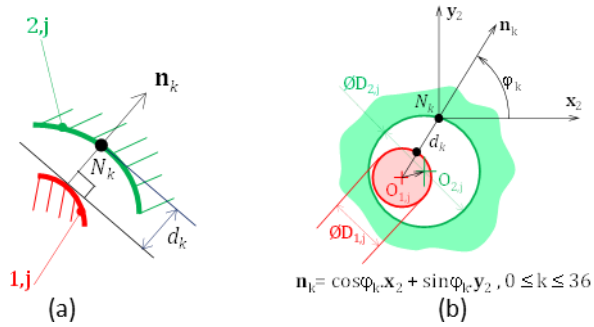 2,j
n_k
N_k
d_k
1,j
(a)
y_2
n_k
ØD_2,j
N_k
φ_k
x_2
d_k
O_1,j
O_2,j
ØD_1,j
n_k= cosφ_k.x_2 + sinφ_k.y_2 , 0 ≤ k ≤ 36
(b)